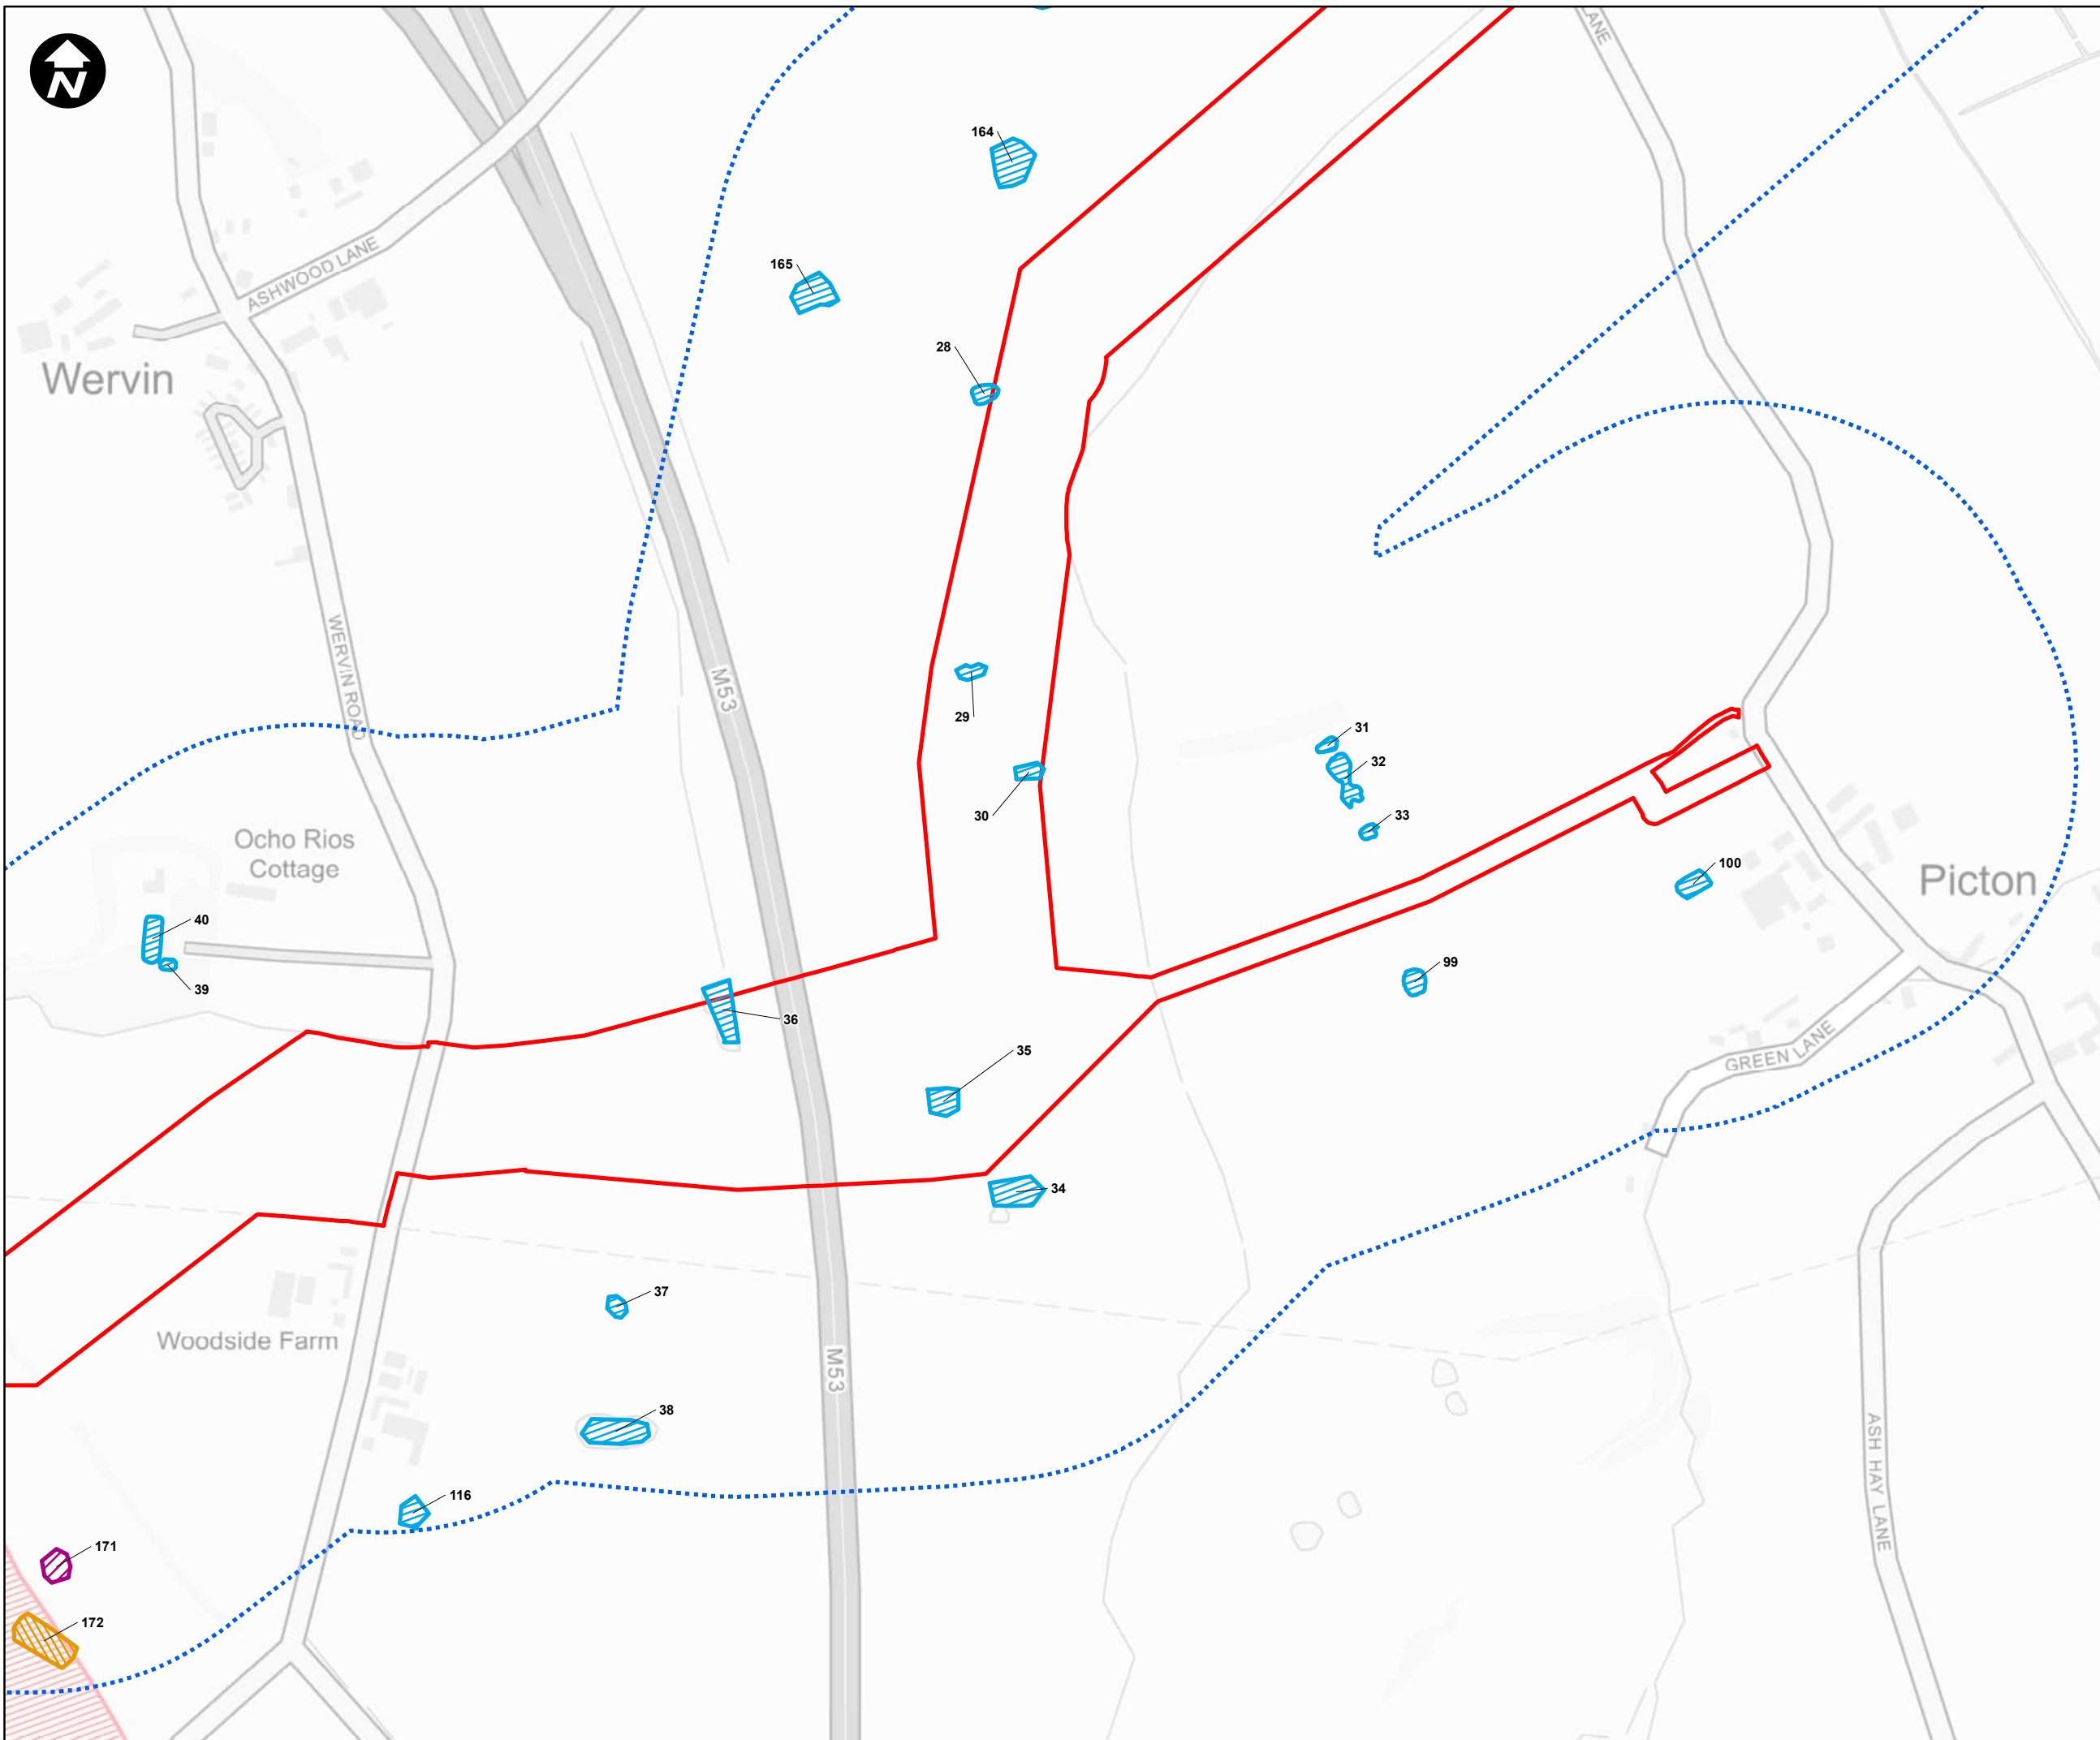 N
LANE
164
ASHWOOD LANE
165
28
Wervin
WERVIN ROAD
M53
29
31
32
30
33
Ocho Rios
Cottage
100
Picton
40
99
39
36
35
GREEN LANE
34
37
Woodside Farm
M53
38
ASH HAY LANE
116
171
172